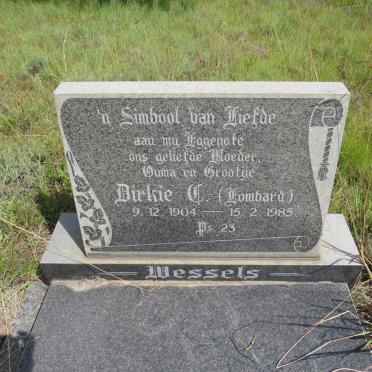 'n Simbool van Liefde
aan my Eggenote
ons geliefde Moeder
Ouma en Grootjie
Dirkie C. (Lombard)
9. 12. 1904 — 15. 2. 1985
Ps. 23
Wessels